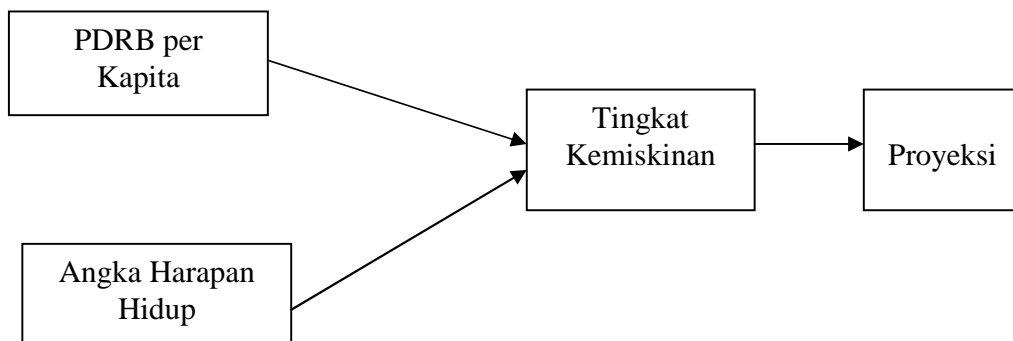 PDRB per
Kapita
Tingkat
Kemiskinan
Proyeksi
Angka Harapan
Hidup